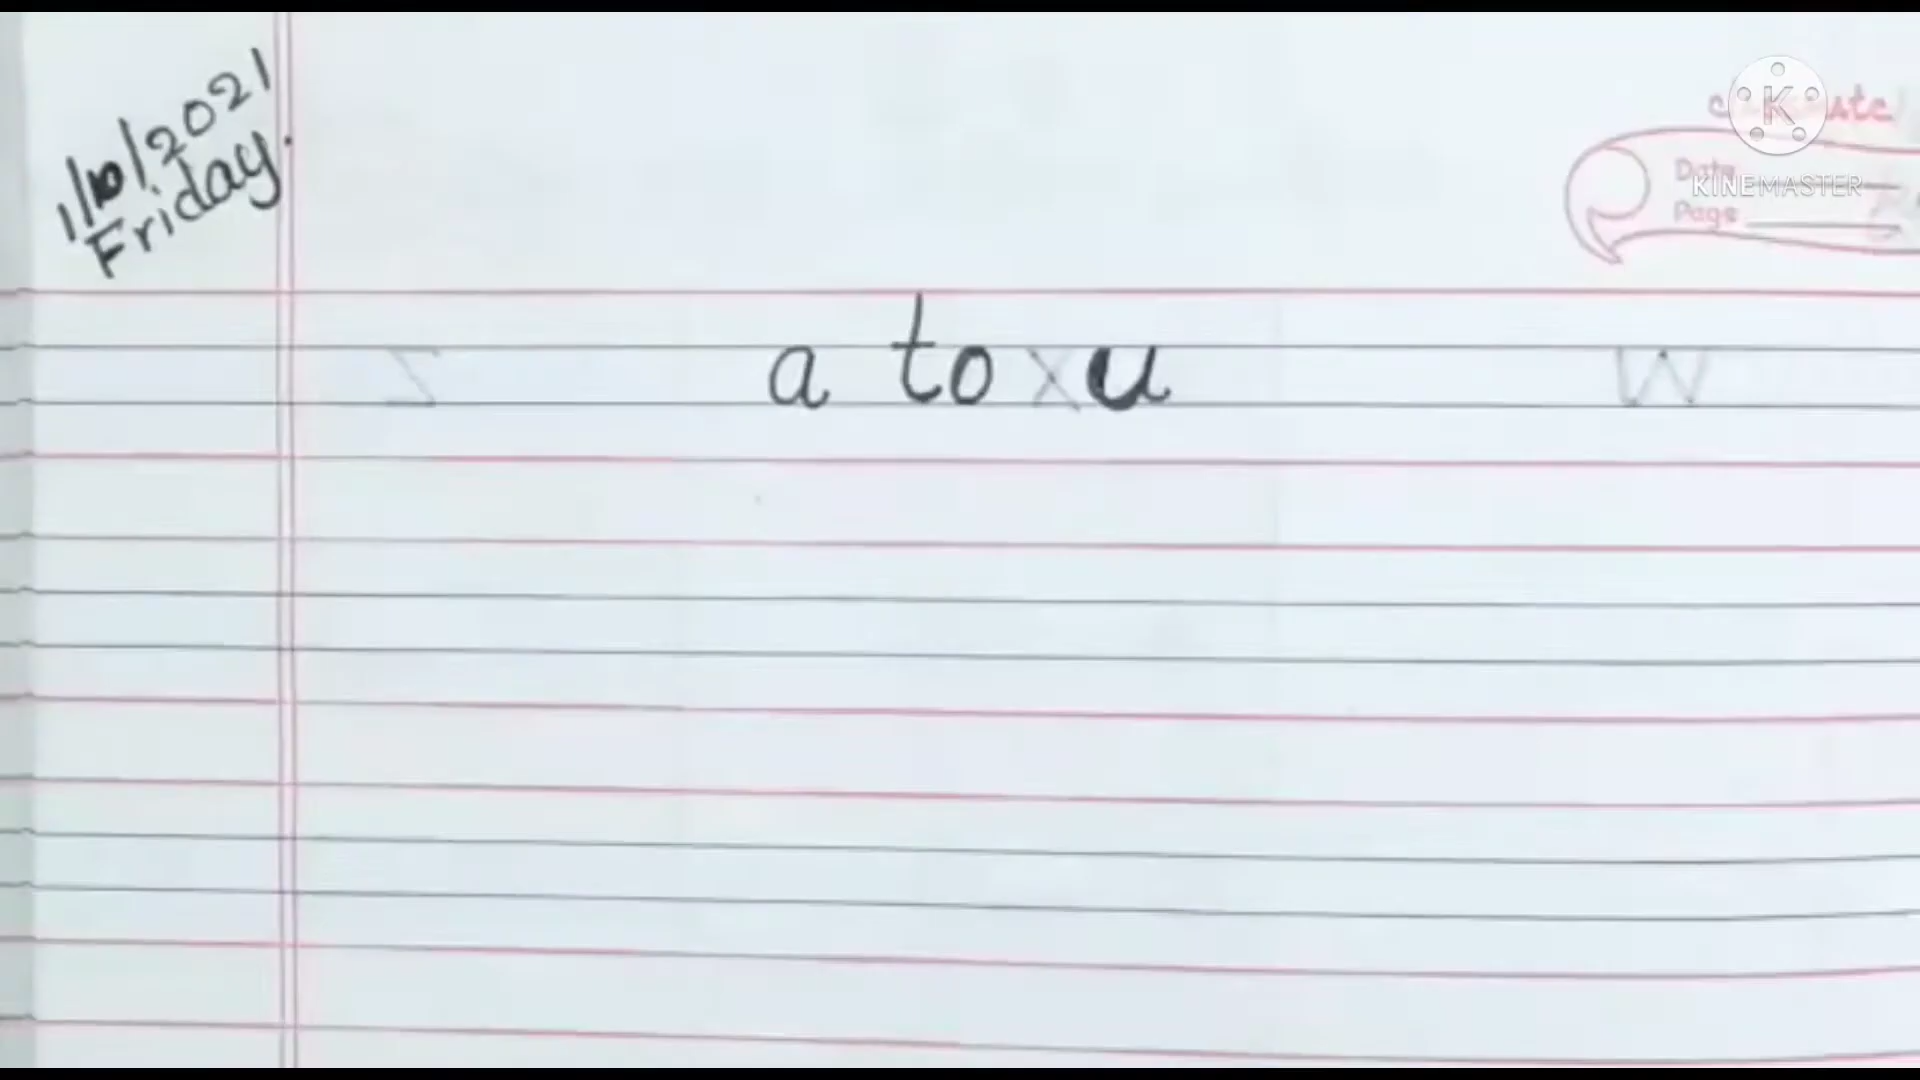 1/10/2021
Friday.
KINEMASTER
Date
Page
a to u